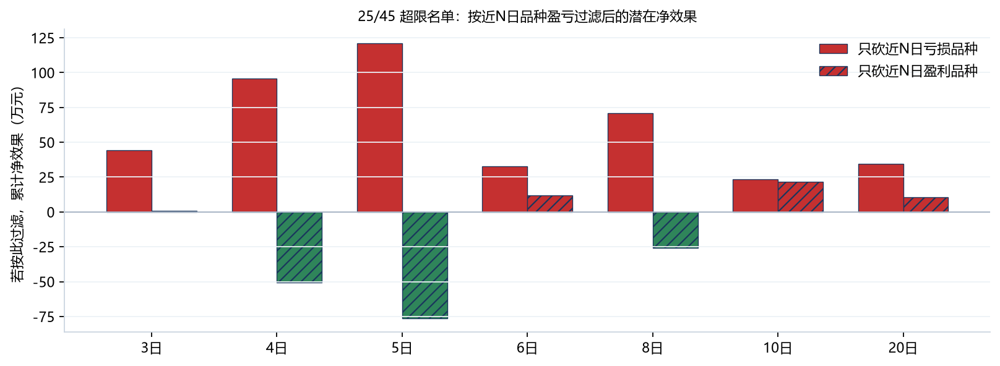 25/45 超限名单：按近N日品种盈亏过滤后的潜在净效果
只砍近N日亏损品种
只砍近N日盈利品种
若按此过滤，累计净效果（万元）
125
100
75
50
25
0
-25
-50
-75
3日
4日
5日
6日
8日
10日
20日